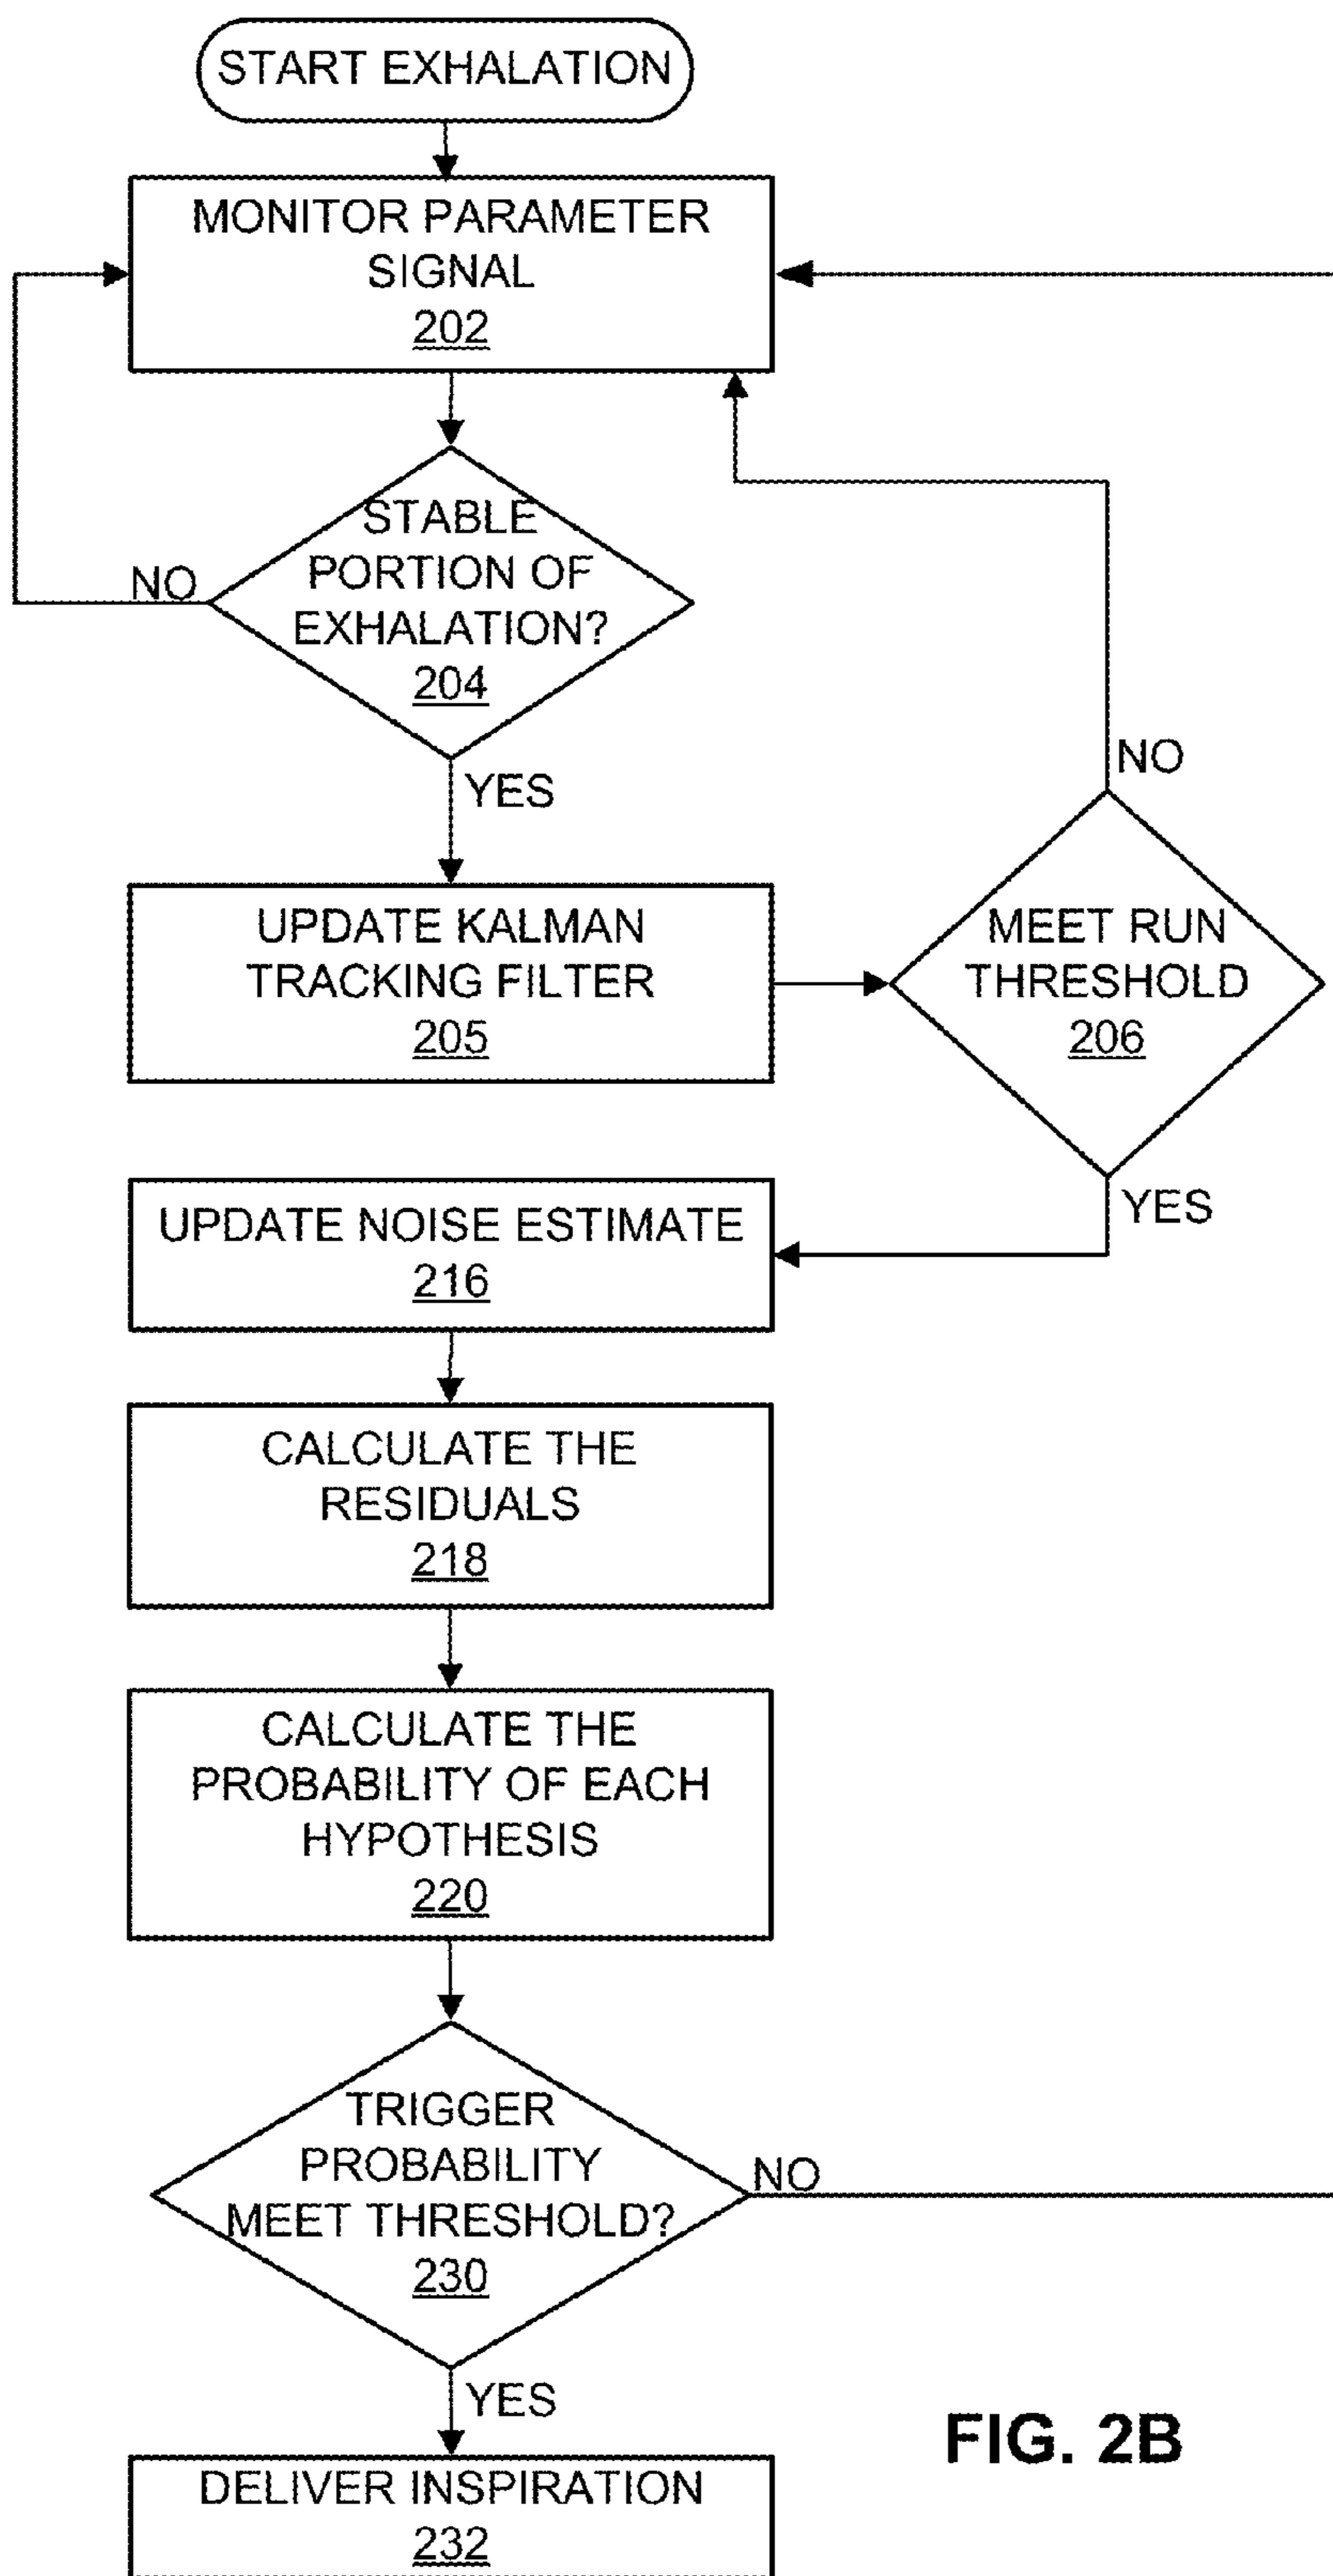 START EXHALATION
MONITOR PARAMETER
SIGNAL
202
STABLE
PORTION OF
EXHALATION?
204
NO
YES
UPDATE KALMAN
TRACKING FILTER
205
NO
MEET RUN
THRESHOLD
206
YES
UPDATE NOISE ESTIMATE
216
CALCULATE THE
RESIDUALS
218
CALCULATE THE
PROBABILITY OF EACH
HYPOTHESIS
220
TRIGGER
PROBABILITY
MEET THRESHOLD?
230
NO
YES
DELIVER INSPIRATION
232
FIG. 2B